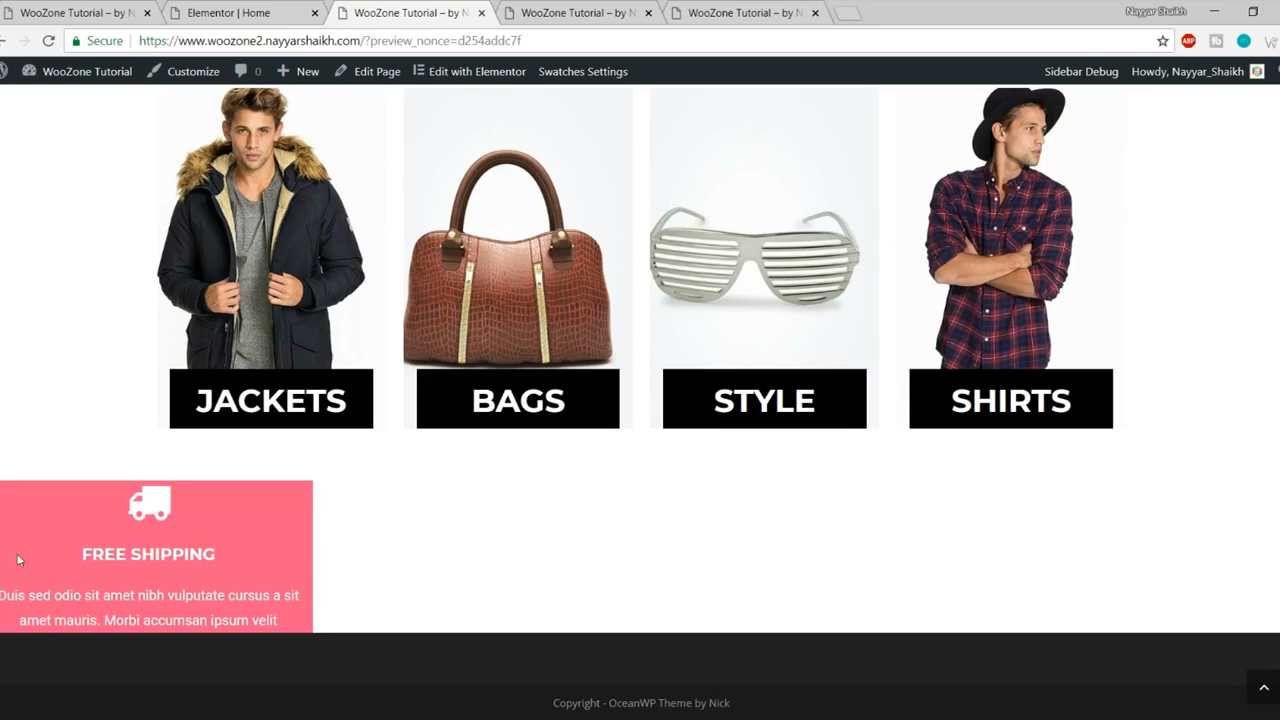 WooZone Tutorial – by N
Elementor | Home
WooZone Tutorial – by N
WooZone Tutorial – by N
WooZone Tutorial – by N
Nayyar Shaikh
Secure
https://www.woozone2.nayyarshaikh.com/?preview_nonce=d254addc7f
ABP
WooZone Tutorial
Customize
0
New
Edit Page
Edit with Elementor
Swatches Settings
Sidebar Debug
Howdy, Nayyar_Shaikh
JACKETS
BAGS
STYLE
SHIRTS
FREE SHIPPING
Duis sed odio sit amet nibh vulputate cursus a sit
amet mauris. Morbi accumsan ipsum velit
Copyright - OceanWP Theme by Nick